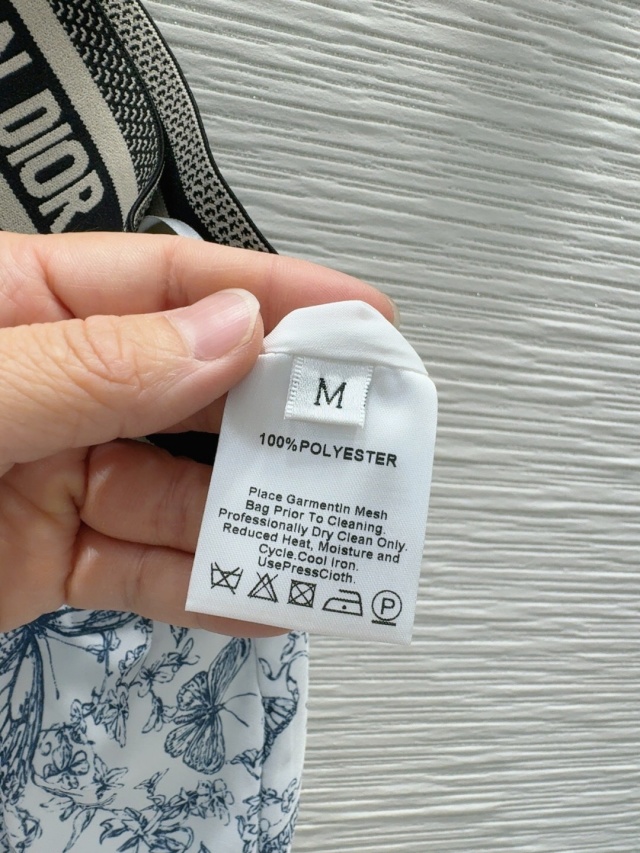 N DIOR
M
100%POLYESTER
Place GarmentIn Mesh
Bag Prior To Cleaning.
Professionally Dry Clean Only.
Reduced Heat, Moisture and
Cycle.Cool Iron.
UsePressCloth.
P